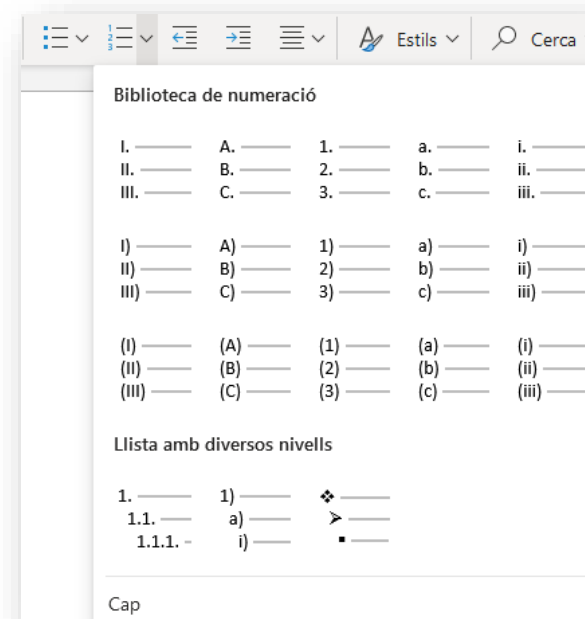 Estils Cerca
Biblioteca de numeració
I. A. 1. a. i.
II. B. 2. b. ii.
III. C. 3. c. iii.
I) A) 1) a) i)
II) B) 2) b) ii)
III) C) 3) c) iii)
(I) (A) (1) (a) (i)
(II) (B) (2) (b) (ii)
(III) (C) (3) (c) (iii)
Llista amb diversos nivells
1. 1) ❖
1.1. a) ➢
1.1.1. i) ▪
Cap